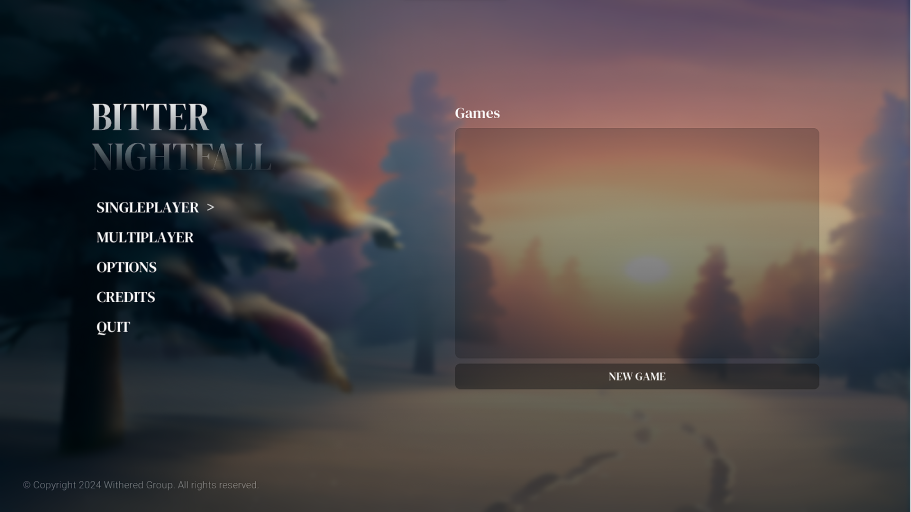 BITTER
NIGHTFALL
SINGLEPLAYER >
MULTIPLAYER
OPTIONS
CREDITS
QUIT
Games
NEW GAME
© Copyright 2024 Withered Group. All rights reserved.